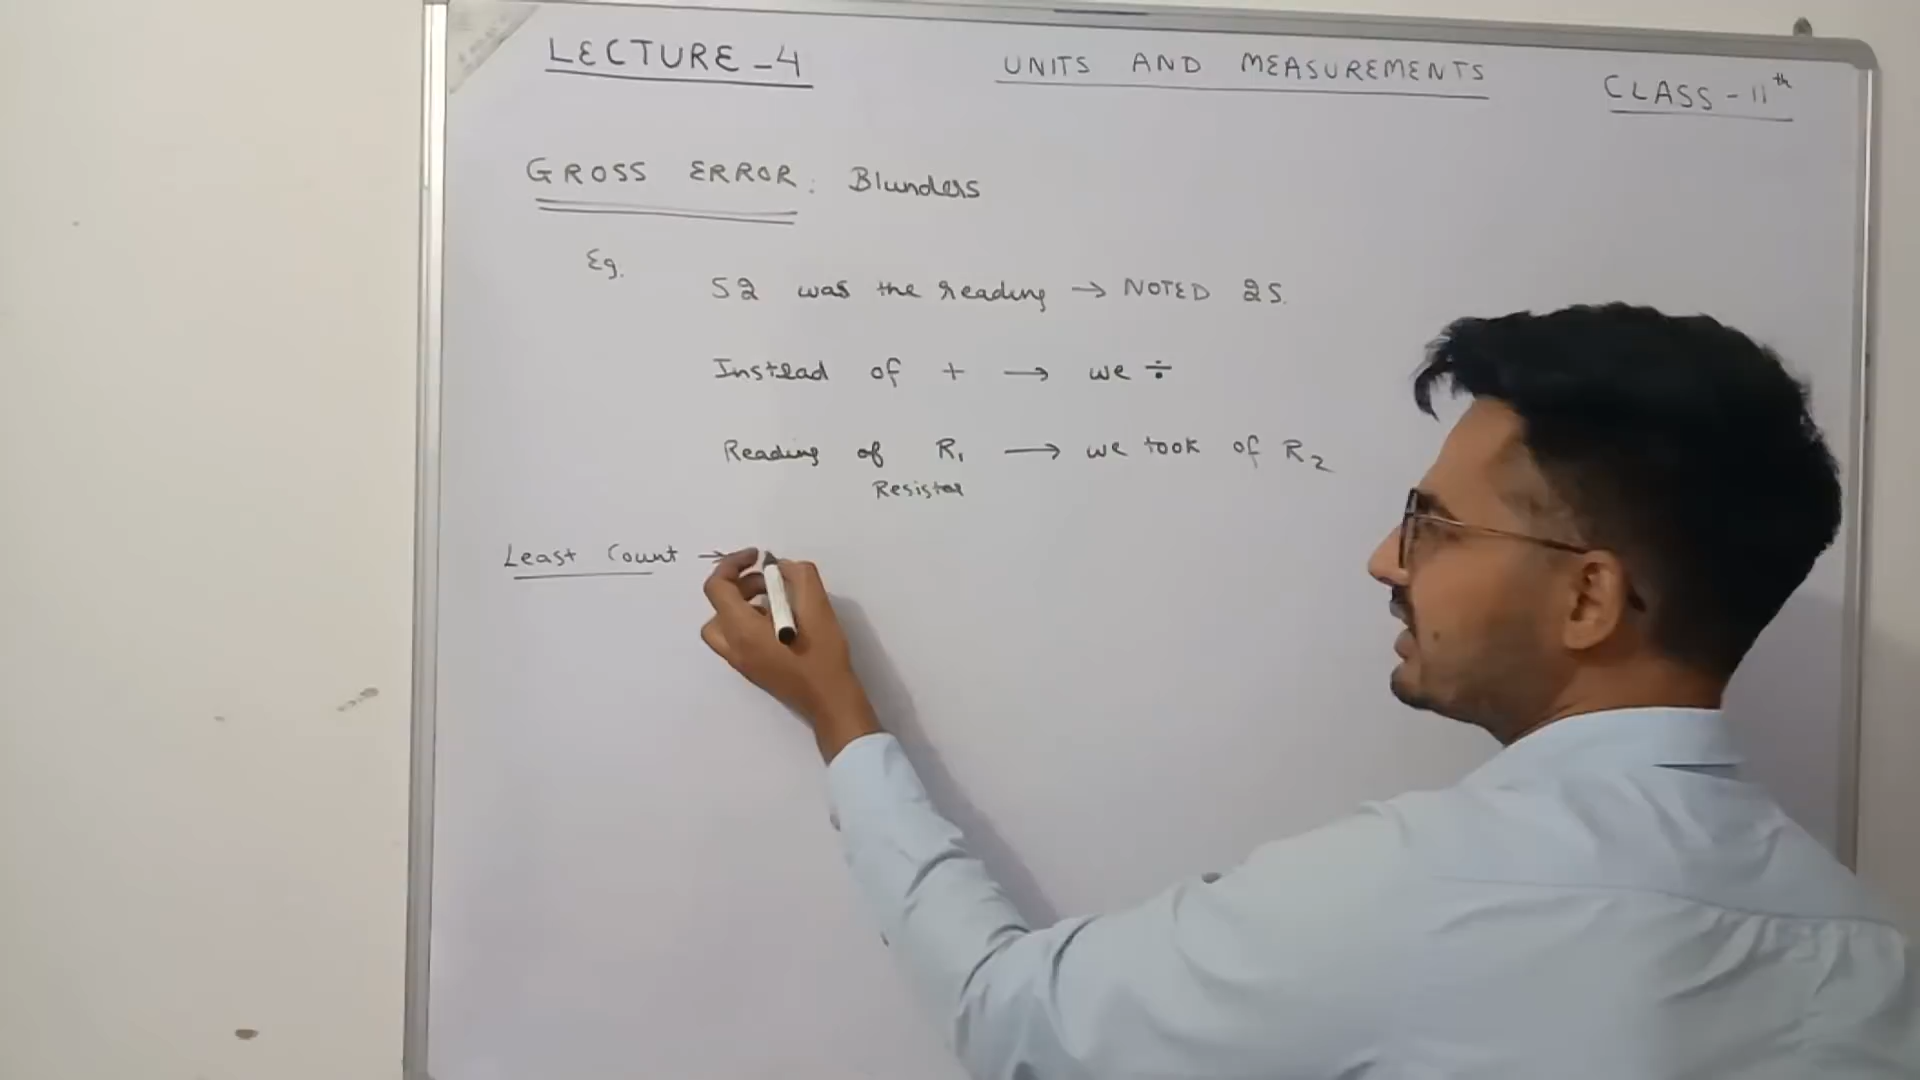 LECTURE-4
UNITS AND MEASUREMENTS
CLASS-11th
GROSS ERROR: Blunders
Eg.
52 was the reading → NOTED 25.
Instead of + → we ÷
Reading of R1 → we took of R2
Resistor
Least Count →